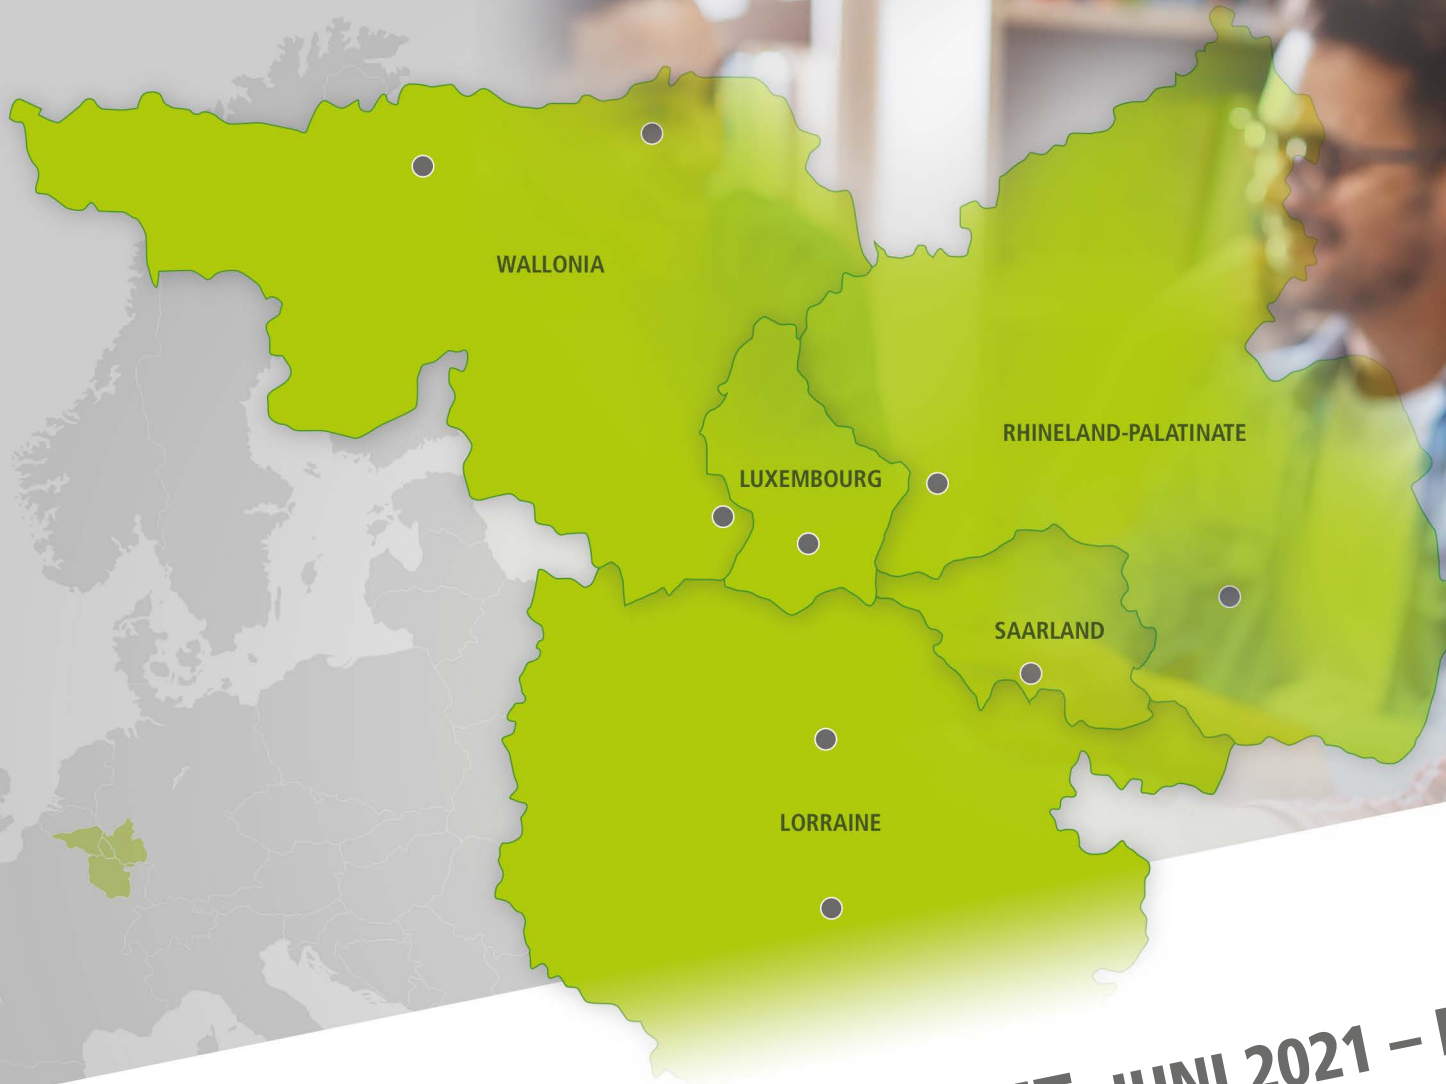 WALLONIA
RHINELAND-PALATINATE
LUXEMBOURG
SAARLAND
LORRAINE
JUNI 2021 –